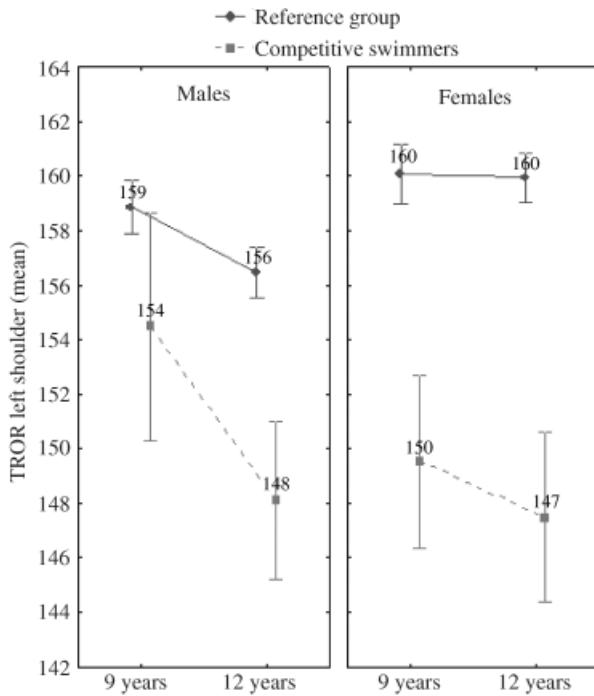 Reference group
Competitive swimmers
TROR left shoulder (mean)
164
162
160
158
156
154
152
150
148
146
144
142
Males
159
156
154
148
9 years
12 years
Females
160
160
150
147
9 years
12 years